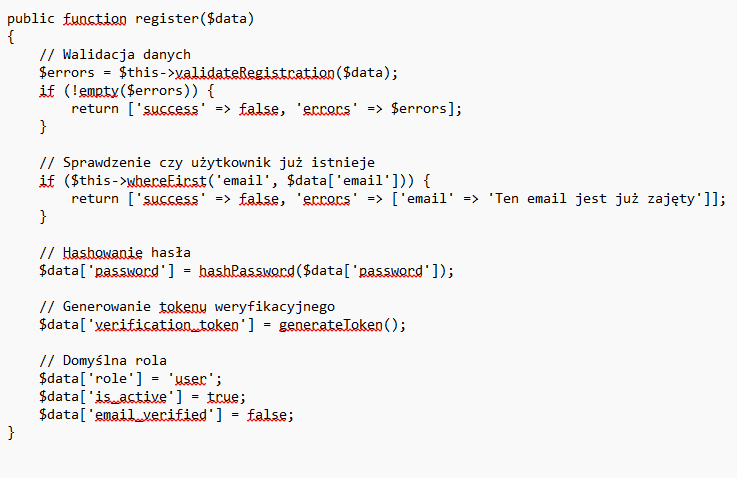 public function register($data)
{
    // Walidacja danych
    $errors = $this->validateRegistration($data);
    if (!empty($errors)) {
        return ['success' => false, 'errors' => $errors];
    }

    // Sprawdzenie czy użytkownik już istnieje
    if ($this->whereFirst('email', $data['email'])) {
        return ['success' => false, 'errors' => ['email' => 'Ten email jest już zajęty']];
    }

    // Hashowanie hasła
    $data['password'] = hashPassword($data['password']);

    // Generowanie tokenu weryfikacyjnego
    $data['verification_token'] = generateToken();

    // Domyślna rola
    $data['role'] = 'user';
    $data['is_active'] = true;
    $data['email_verified'] = false;
}